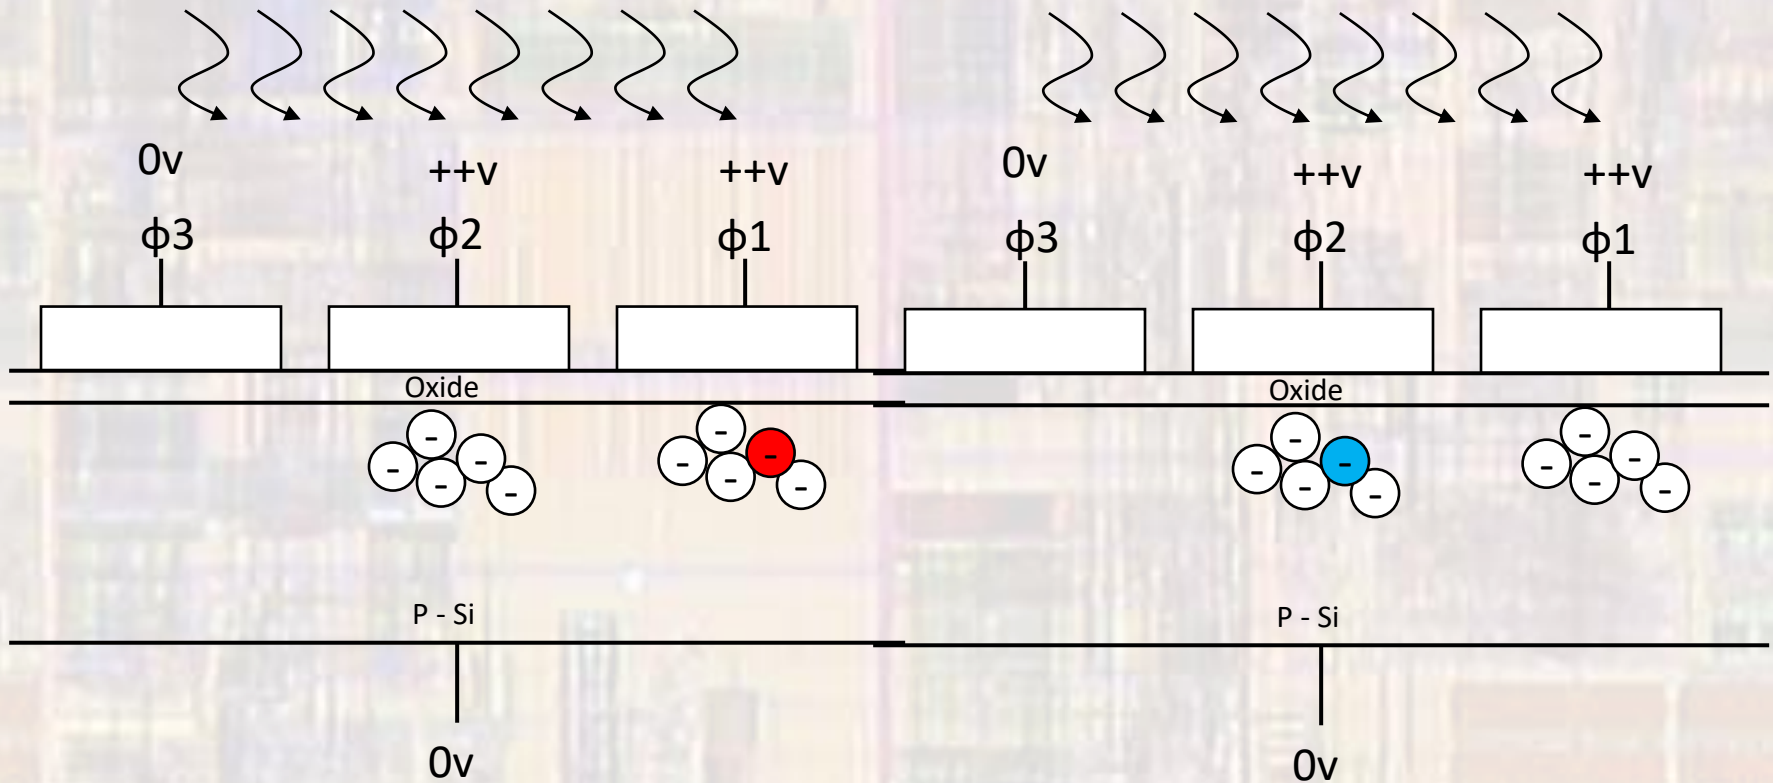 0v ++v ++v 0v ++v ++v
ϕ3 ϕ2 ϕ1 ϕ3 ϕ2 ϕ1
Oxide Oxide
- - - - - - - - - -
- - - - - - - - - -
P - Si P - Si
0v 0v